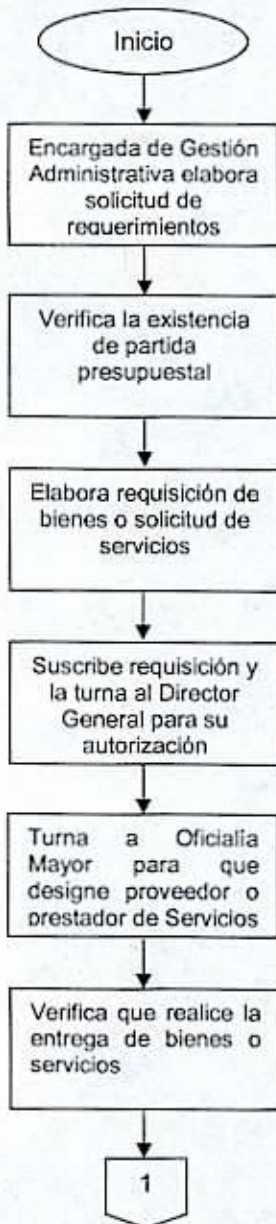 Inicio
Encargada de Gestión
Administrativa elabora
solicitud de
requerimientos
Verifica la existencia
de partida
presupuestal
Elabora requisición de
bienes o solicitud de
servicios
Suscribe requisición y
la turna al Director
General para su
autorización
Turna a Oficialía
Mayor para que
designe proveedor o
prestador de Servicios
Verifica que realice la
entrega de bienes o
servicios
1